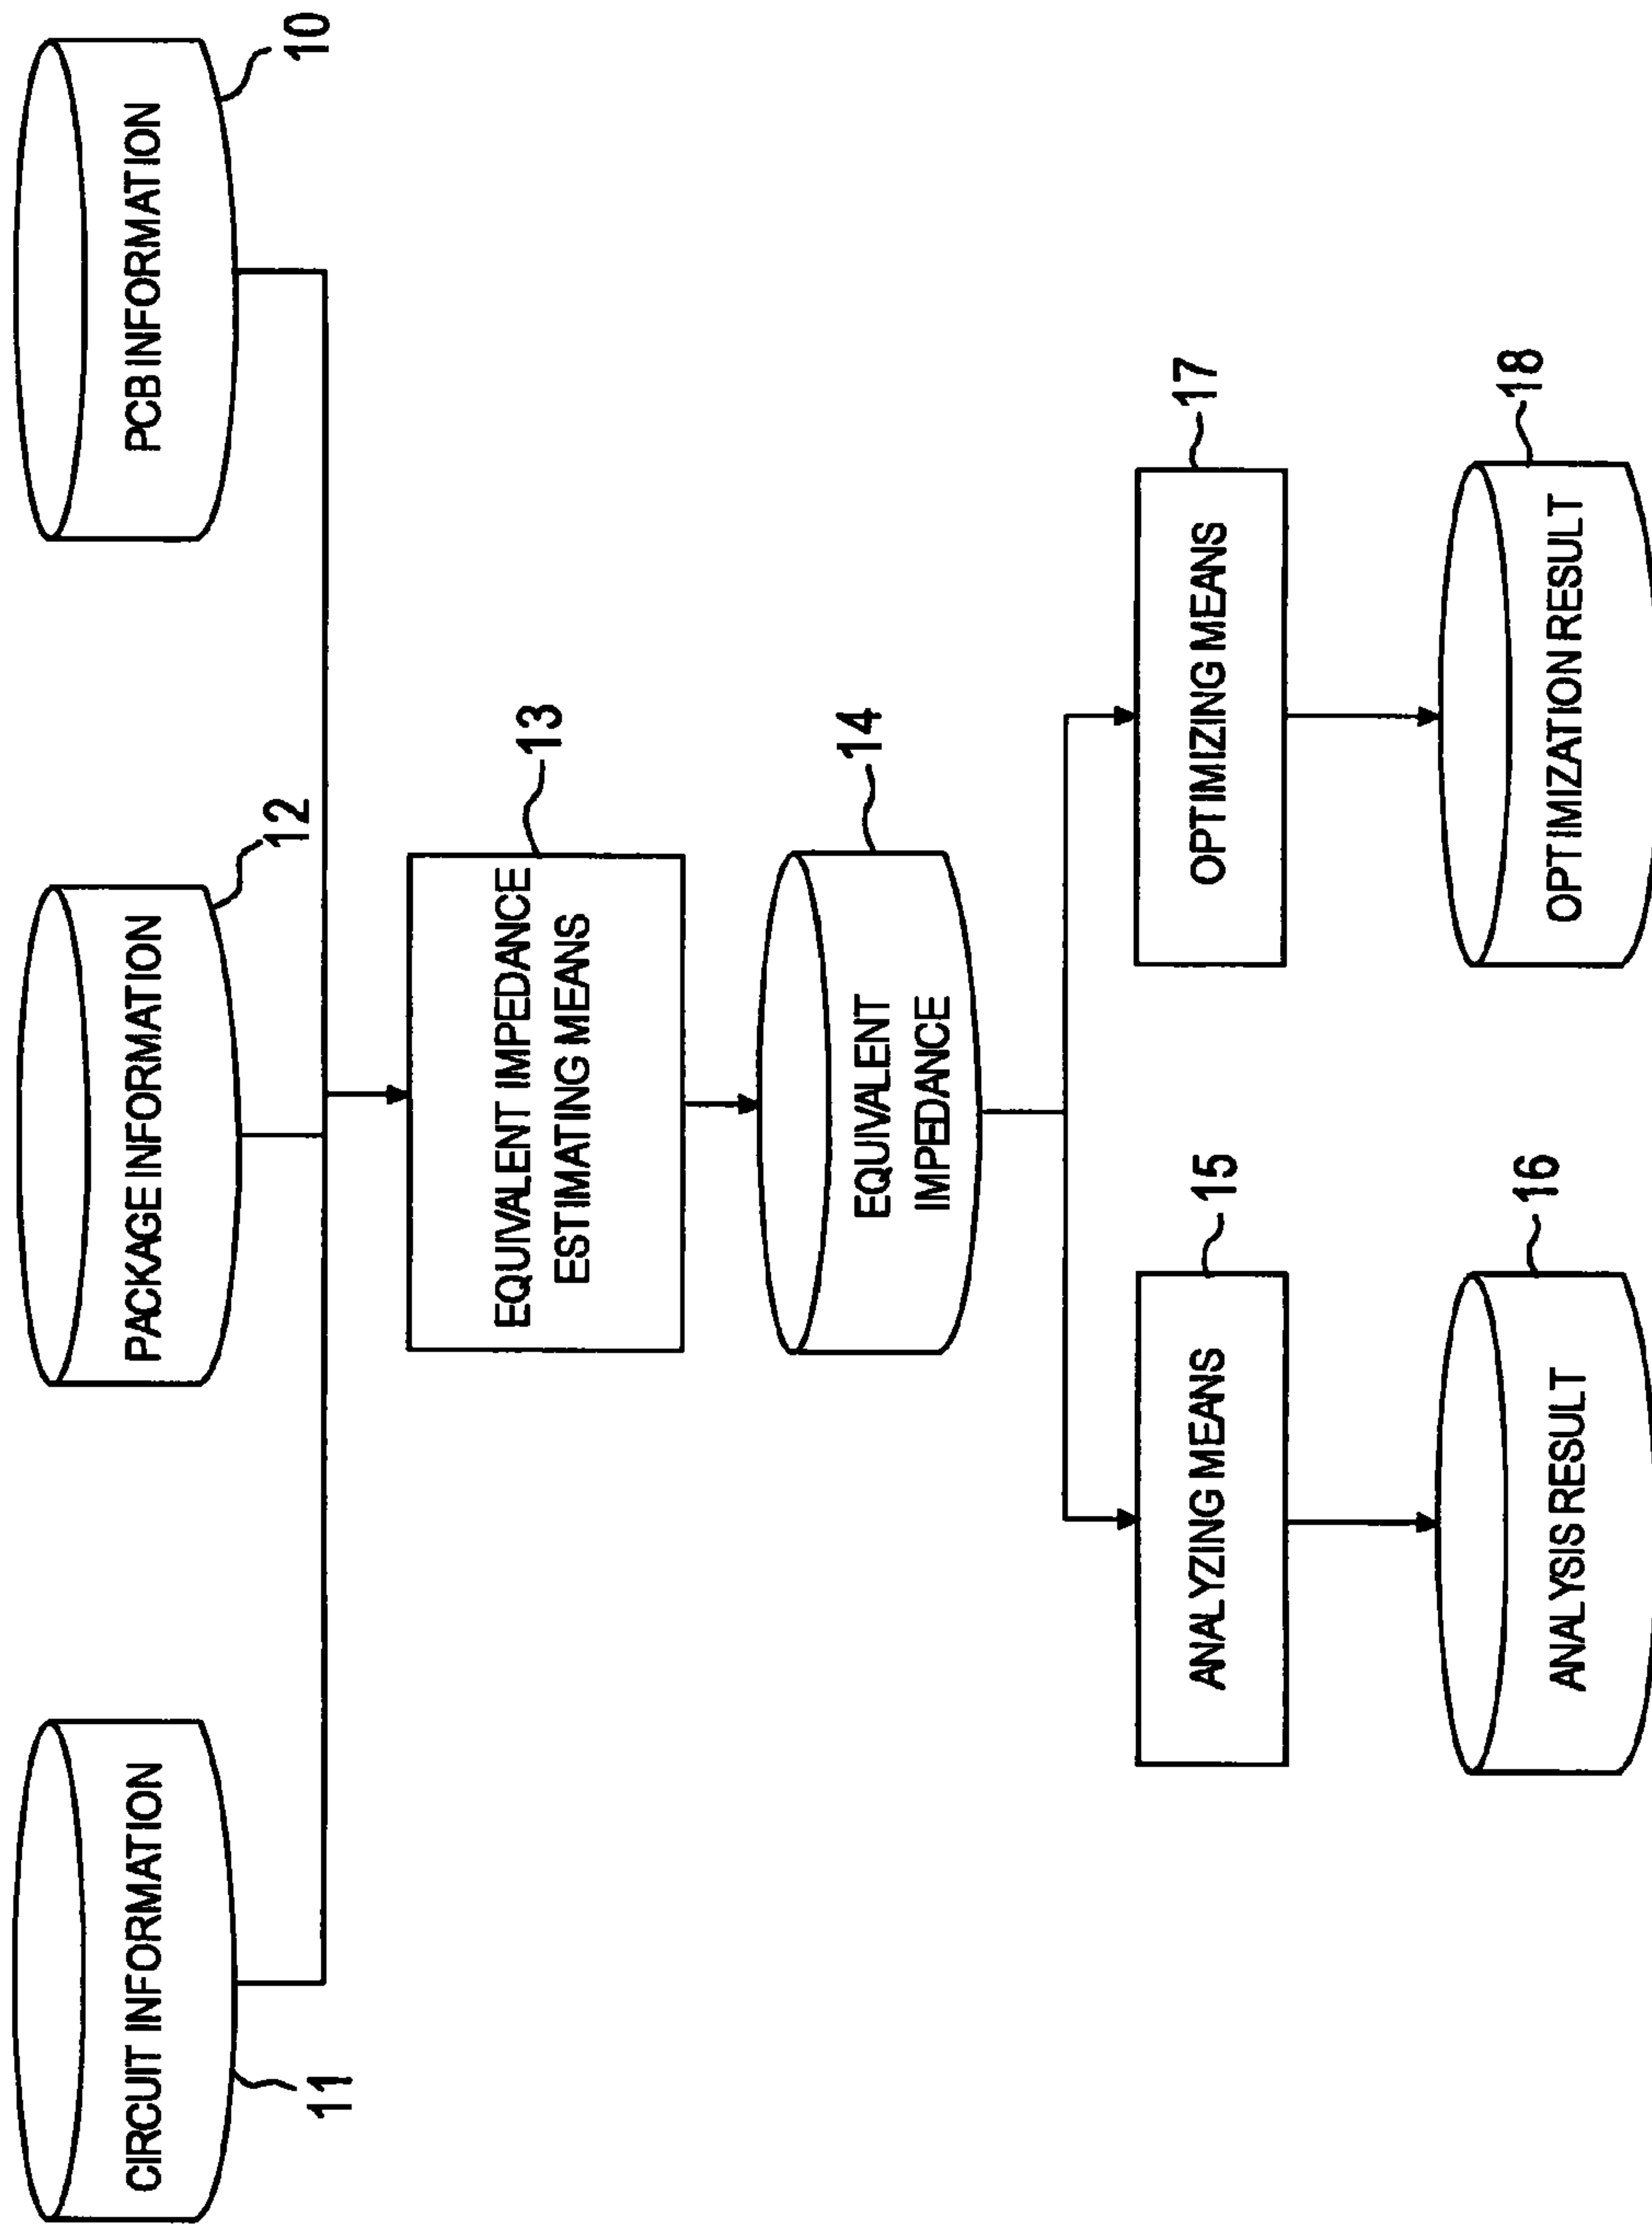 CIRCUIT INFORMATION
11
PACKAGE INFORMATION
12
PCB INFORMATION
10
EQUIVALENT IMPEDANCE
ESTIMATING MEANS
13
EQUIVALENT
IMPEDANCE
14
ANALYZING MEANS
15
OPTIMIZING MEANS
17
ANALYSIS RESULT
16
OPTIMIZATION RESULT
18